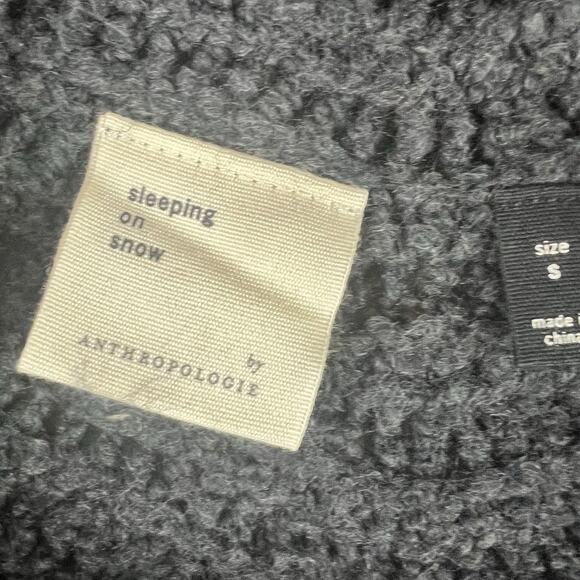 sleeping
on
snow
by
ANTHROPOLOGIE
size
S
made i
china